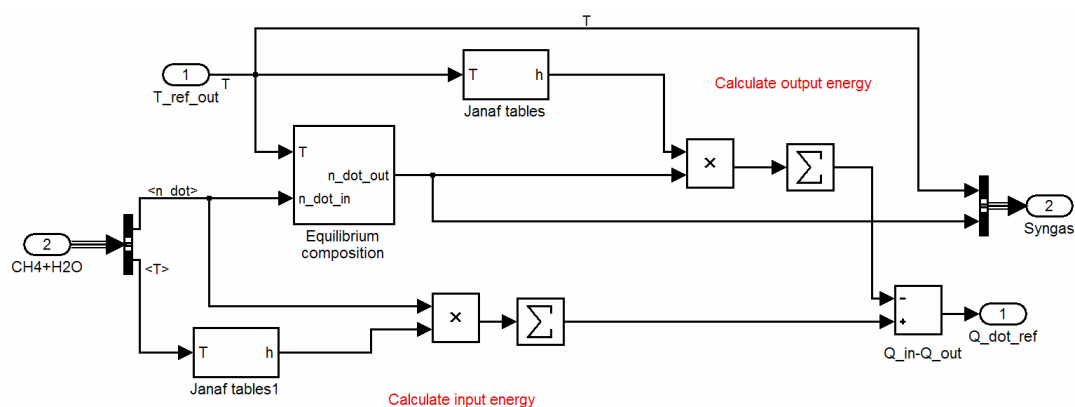 T
1
T
T_ref_out
T
h
Janaf tables
Calculate output energy
T
n_dot_out
n_dot_in
Equilibrium
composition
×
Σ
<n_dot>
2
CH4+H2O
<T>
2
Syngas
T
h
Janaf tables1
×
Σ
−
+
Q_in-Q_out
1
Q_dot_ref
Calculate input energy